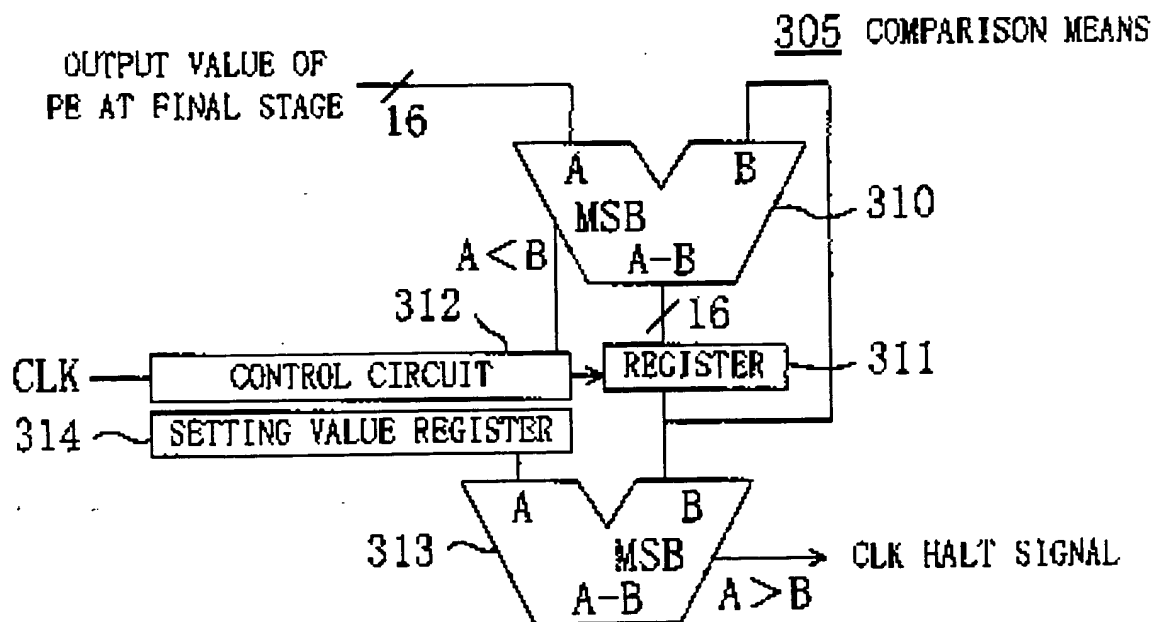 305 COMPARISON MEANS
OUTPUT VALUE OF
PE AT FINAL STAGE
16
A
B
MSB
310
A<B
A-B
312
16
CLK
CONTROL CIRCUIT
REGISTER
311
314
SETTING VALUE REGISTER
A
B
313
MSB
CLK HALT SIGNAL
A-B
A>B